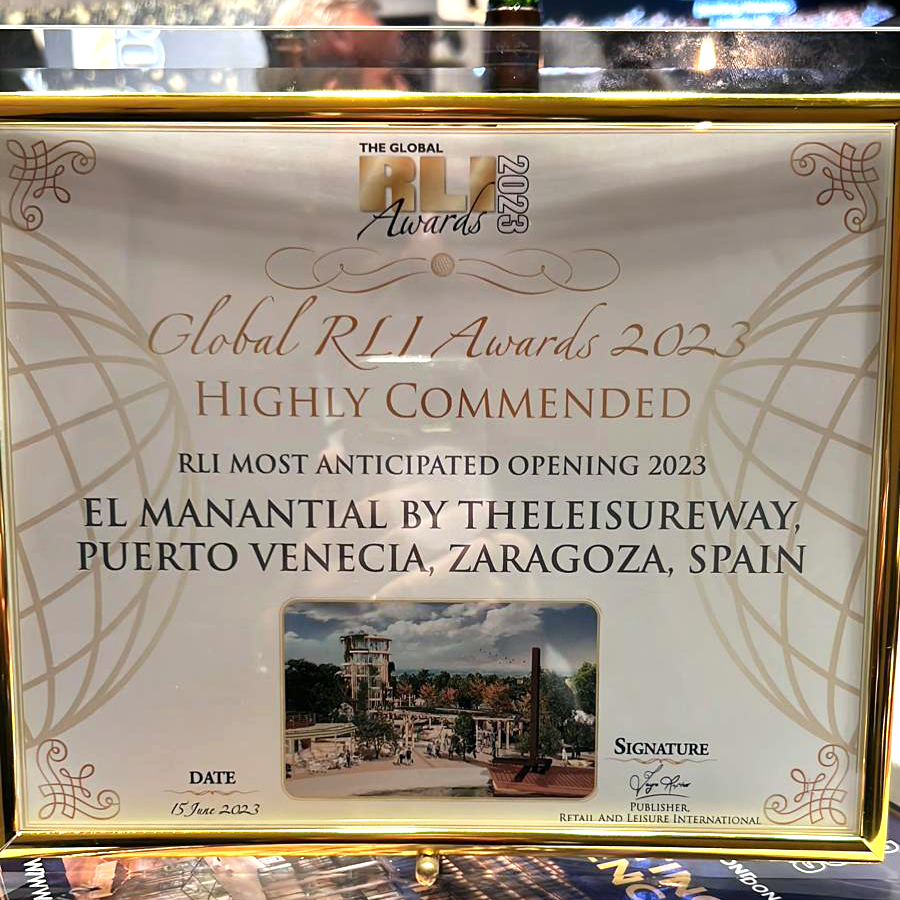 THE GLOBAL
RLI
2023
Awards
Global RLI Awards 2023
HIGHLY COMMENDED
RLI MOST ANTICIPATED OPENING 2023
EL MANANTIAL BY THELEISUREWAY,
PUERTO VENECIA, ZARAGOZA, SPAIN
SIGNATURE
DATE
15 June 2023
PUBLISHER,
RETAIL AND LEISURE INTERNATIONAL
www